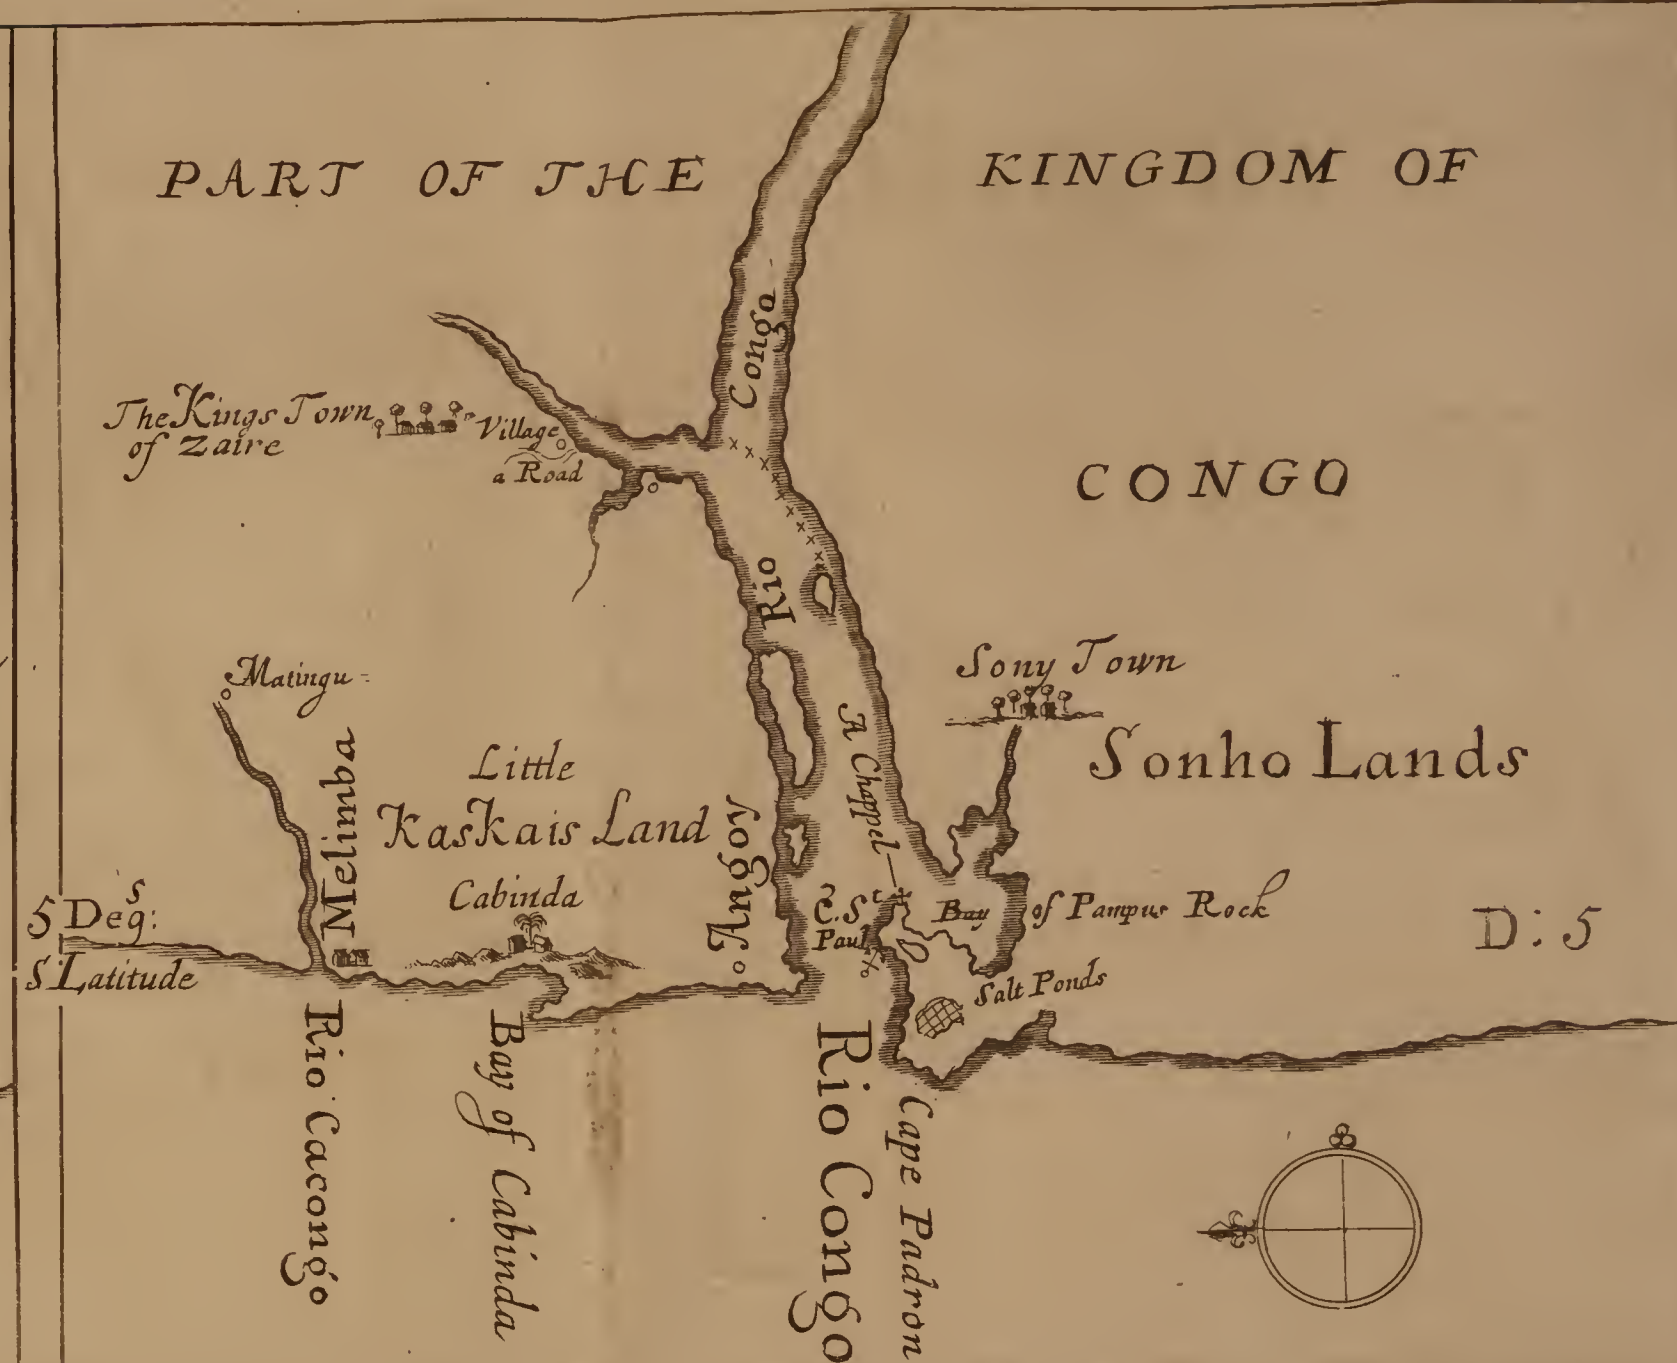 PART OF THE KINGDOM OF
CONGO
Congo
The Kings Town
of Zaire
Village
a Road
Rio
Matingu
Melimba
Little
Kaskais Land
Cabinda
Angoy
A Chappel
Sony Town
Sonho Lands
C. St
Paul
Bay of Pampus Rock
Salt Ponds
D: 5
5 Degs:
S Latitude
Rio Cacongo
Bay of Cabinda
Rio Congo
Cape Padron